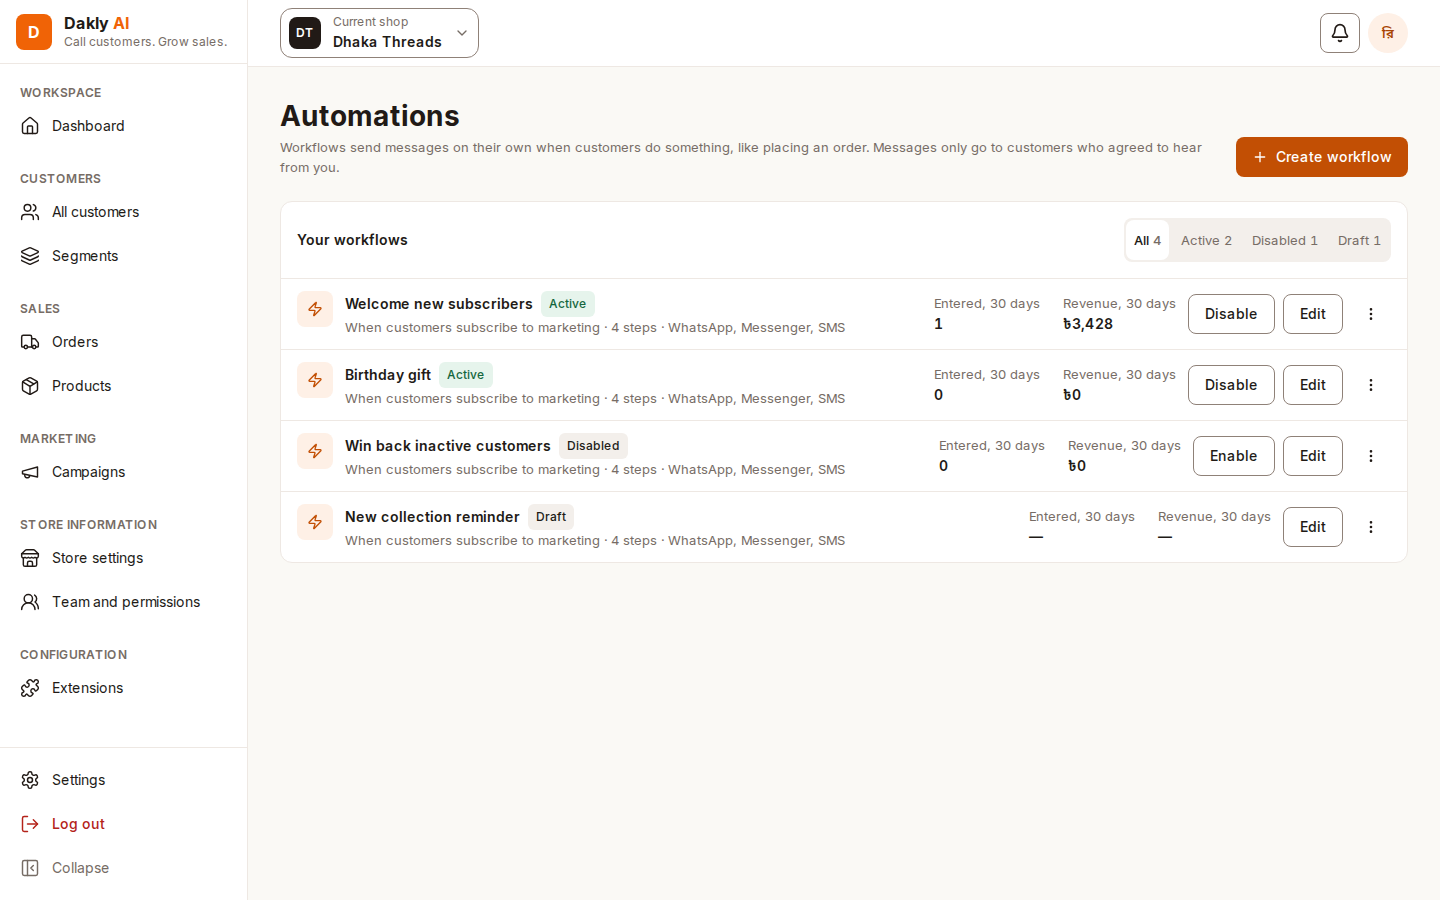 D
Dakly AI
Call customers. Grow sales.
DT
Current shop
Dhaka Threads
রি
WORKSPACE
Dashboard
CUSTOMERS
All customers
Segments
SALES
Orders
Products
MARKETING
Campaigns
STORE INFORMATION
Store settings
Team and permissions
CONFIGURATION
Extensions
Settings
Log out
Collapse
Automations
Workflows send messages on their own when customers do something, like placing an order. Messages only go to customers who agreed to hear
from you.
+ Create workflow
Your workflows
All 4 Active 2 Disabled 1 Draft 1
Welcome new subscribers Active
When customers subscribe to marketing · 4 steps · WhatsApp, Messenger, SMS
Entered, 30 days
1
Revenue, 30 days
৳3,428
Disable Edit
Birthday gift Active
When customers subscribe to marketing · 4 steps · WhatsApp, Messenger, SMS
Entered, 30 days
0
Revenue, 30 days
৳0
Disable Edit
Win back inactive customers Disabled
When customers subscribe to marketing · 4 steps · WhatsApp, Messenger, SMS
Entered, 30 days
0
Revenue, 30 days
৳0
Enable Edit
New collection reminder Draft
When customers subscribe to marketing · 4 steps · WhatsApp, Messenger, SMS
Entered, 30 days
—
Revenue, 30 days
—
Edit